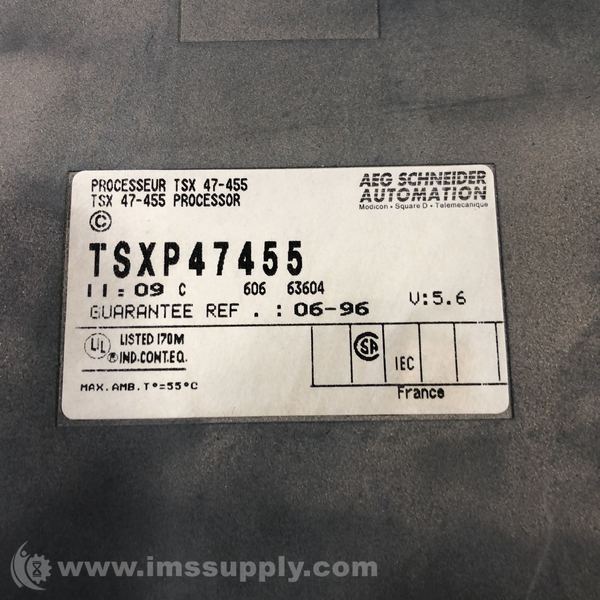 PROCESSEUR TSX 47-455
TSX 47-455 PROCESSOR
©
AEG SCHNEIDER
AUTOMATION
Modicon • Square D • Telemecanique
TSXP47455
11:09 C 606 63604
GUARANTEE REF . : 06-96 V:5.6
UL LISTED 170M
® IND.CONT.EQ.
SA IEC
MAX.AMB.T°=55°C
France
www.imssupply.com